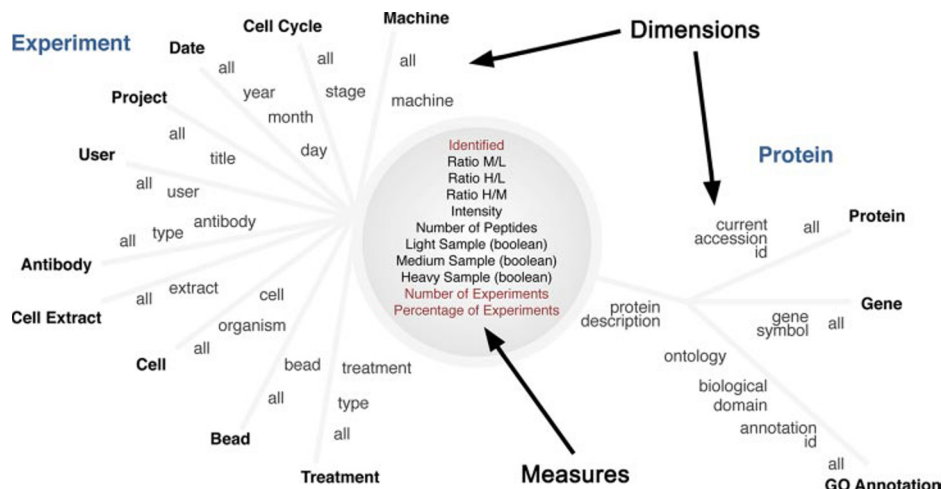 Experiment
Machine
Cell Cycle
Date
Project
User
Antibody
Cell Extract
Cell
Bead
Treatment
all
year
month
day
all
stage
all
machine
all
title
all
user
all
type
antibody
all
extract
cell
organism
all
bead
all
treatment
type
all
Dimensions
Identified
Ratio M/L
Ratio H/L
Ratio H/M
Intensity
Number of Peptides
Light Sample (boolean)
Medium Sample (boolean)
Heavy Sample (boolean)
Number of Experiments
Percentage of Experiments
Measures
Protein
Protein
all
current
accession
id
Gene
gene
symbol
all
protein
description
ontology
biological
domain
annotation
id
all
GO Annotation